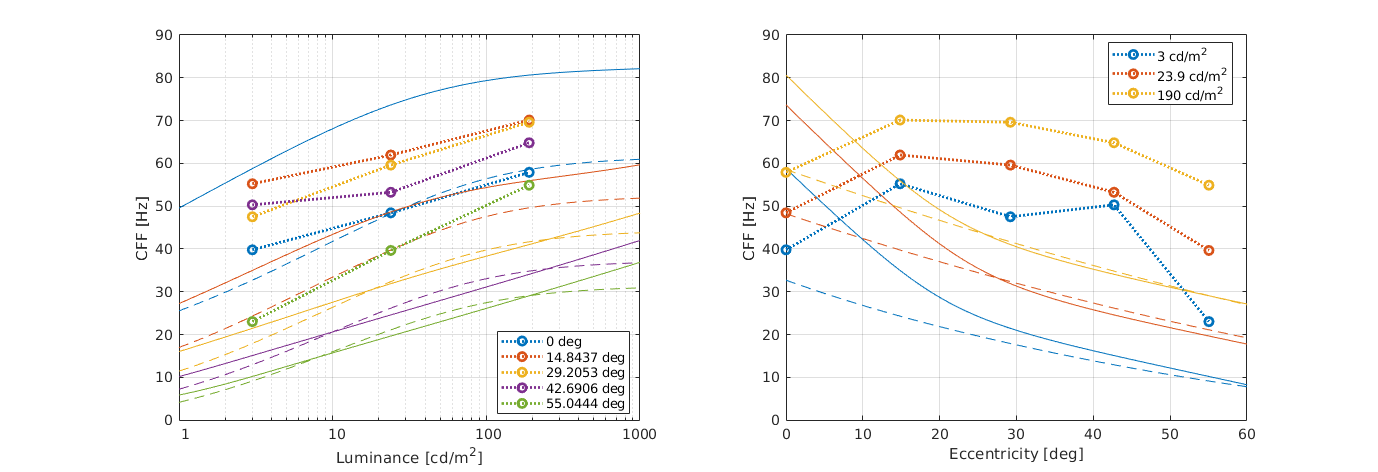 90
80
70
60
50
40
30
20
10
0
CFF [Hz]
1
10
100
1000
Luminance [cd/m²]
0 deg
14.8437 deg
29.2053 deg
42.6906 deg
55.0444 deg
90
80
70
60
50
40
30
20
10
0
CFF [Hz]
0
10
20
30
40
50
60
Eccentricity [deg]
3 cd/m²
23.9 cd/m²
190 cd/m²